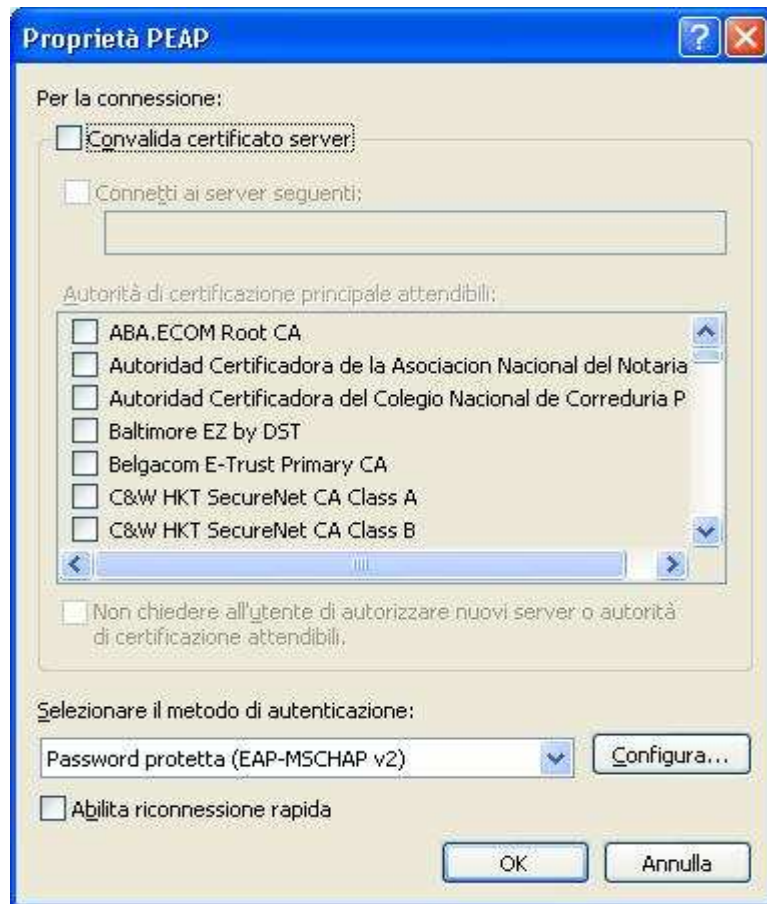 Proprietà PEAP
Per la connessione:
Convalida certificato server
Connetti ai server seguenti:
Autorità di certificazione principale attendibili:
ABA.ECOM Root CA
Autoridad Certificadora de la Asociacion Nacional del Notaria
Autoridad Certificadora del Colegio Nacional de Correduria P
Baltimore EZ by DST
Belgacom E-Trust Primary CA
C&W HKT SecureNet CA Class A
C&W HKT SecureNet CA Class B
Non chiedere all'utente di autorizzare nuovi server o autorità
di certificazione attendibili.
Selezionare il metodo di autenticazione:
Password protetta (EAP-MSCHAP v2)
Configura...
Abilita riconnessione rapida
OK
Annulla